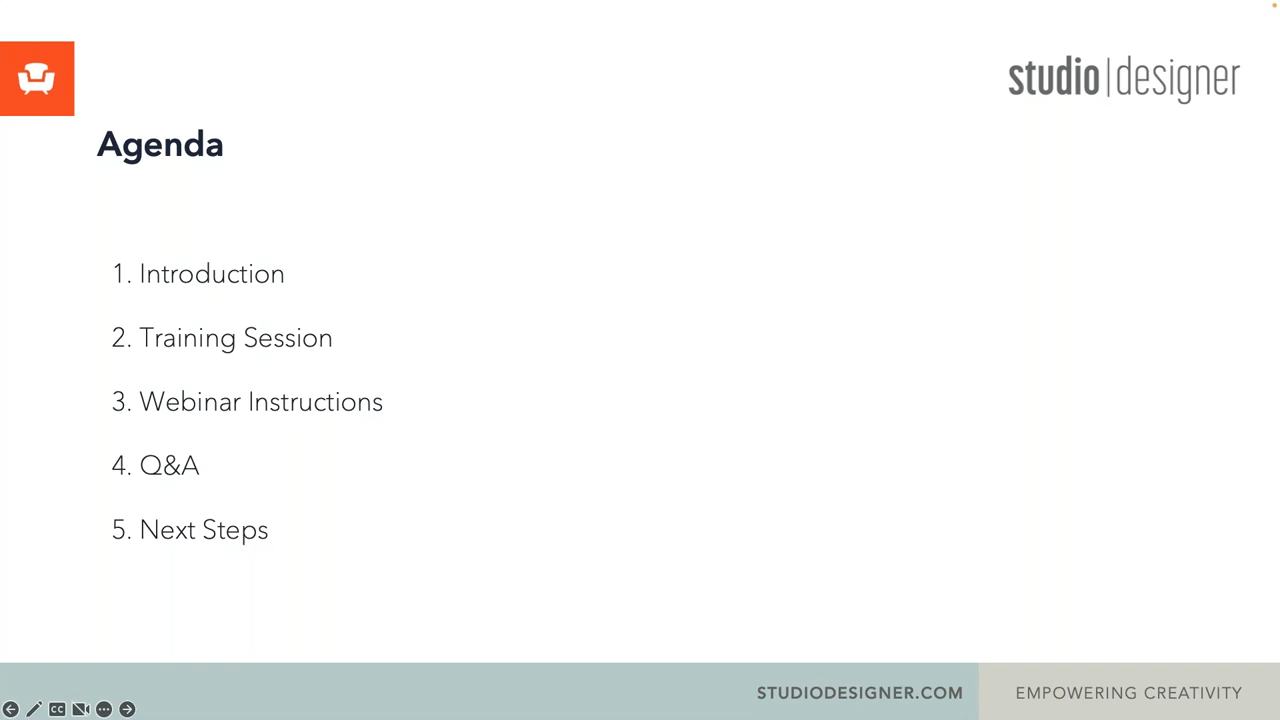 studio|designer
Agenda
1. Introduction
2. Training Session
3. Webinar Instructions
4. Q&A
5. Next Steps
CC
STUDIODESIGNER.COM
EMPOWERING CREATIVITY